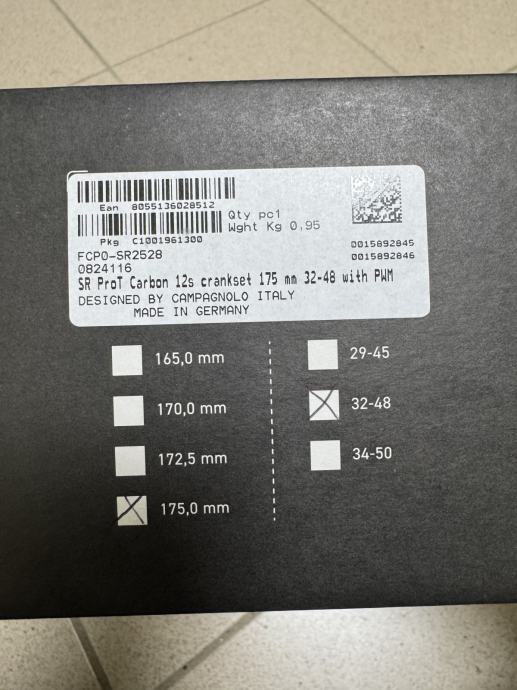 Ean 8055136028512
Pkg C1001961300
Qty pc1
Wght Kg 0,95
0015892845
0015892846
FCPO-SR2528
0824116
SR ProT Carbon 12s crankset 175 mm 32-48 with PWM
DESIGNED BY CAMPAGNOLO ITALY
MADE IN GERMANY
165,0 mm
170,0 mm
172,5 mm
175,0 mm
29-45
32-48
34-50